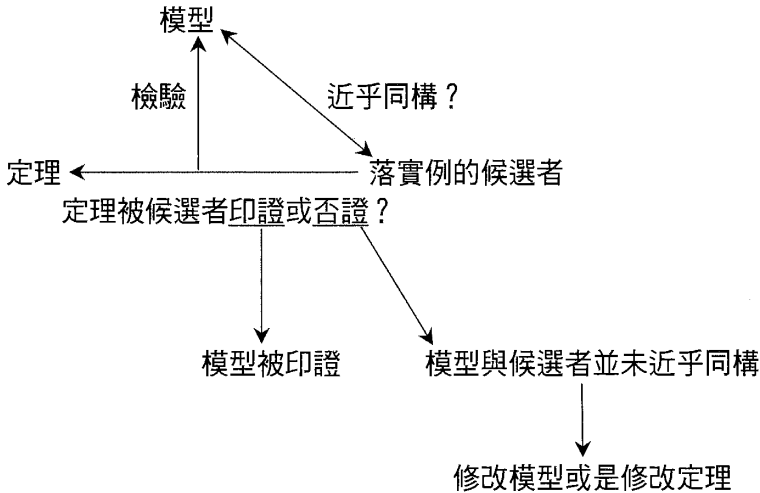 模型
檢驗
近乎同構？
定理
落實例的候選者
定理被候選者印證或否證？
模型被印證
模型與候選者並未近乎同構
修改模型或是修改定理